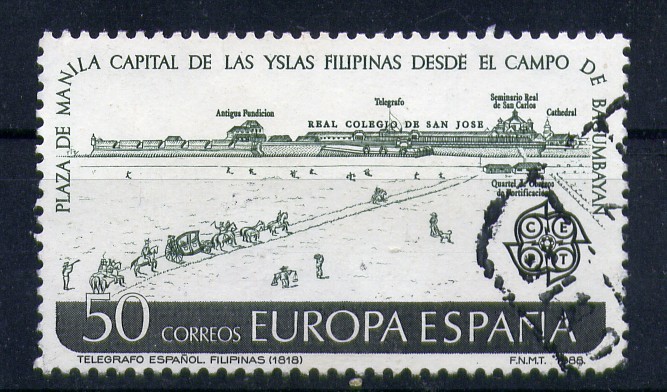 PLAZA DE MANILA CAPITAL DE LAS YSLAS FILIPINAS DESDE EL CAMPO DE BAGUMBAYAN
Antigua Fundicion
Telegrafo
Seminario Real
de San Carlos
Cathedral
REAL COLEGIO DE SAN JOSE
Quartel de Obreros
de Fortificacion
CEPT
50 CORREOS EUROPA ESPAÑA
TELEGRAFO ESPAÑOL. FILIPINAS (1818)
F.N.M.T. 1988